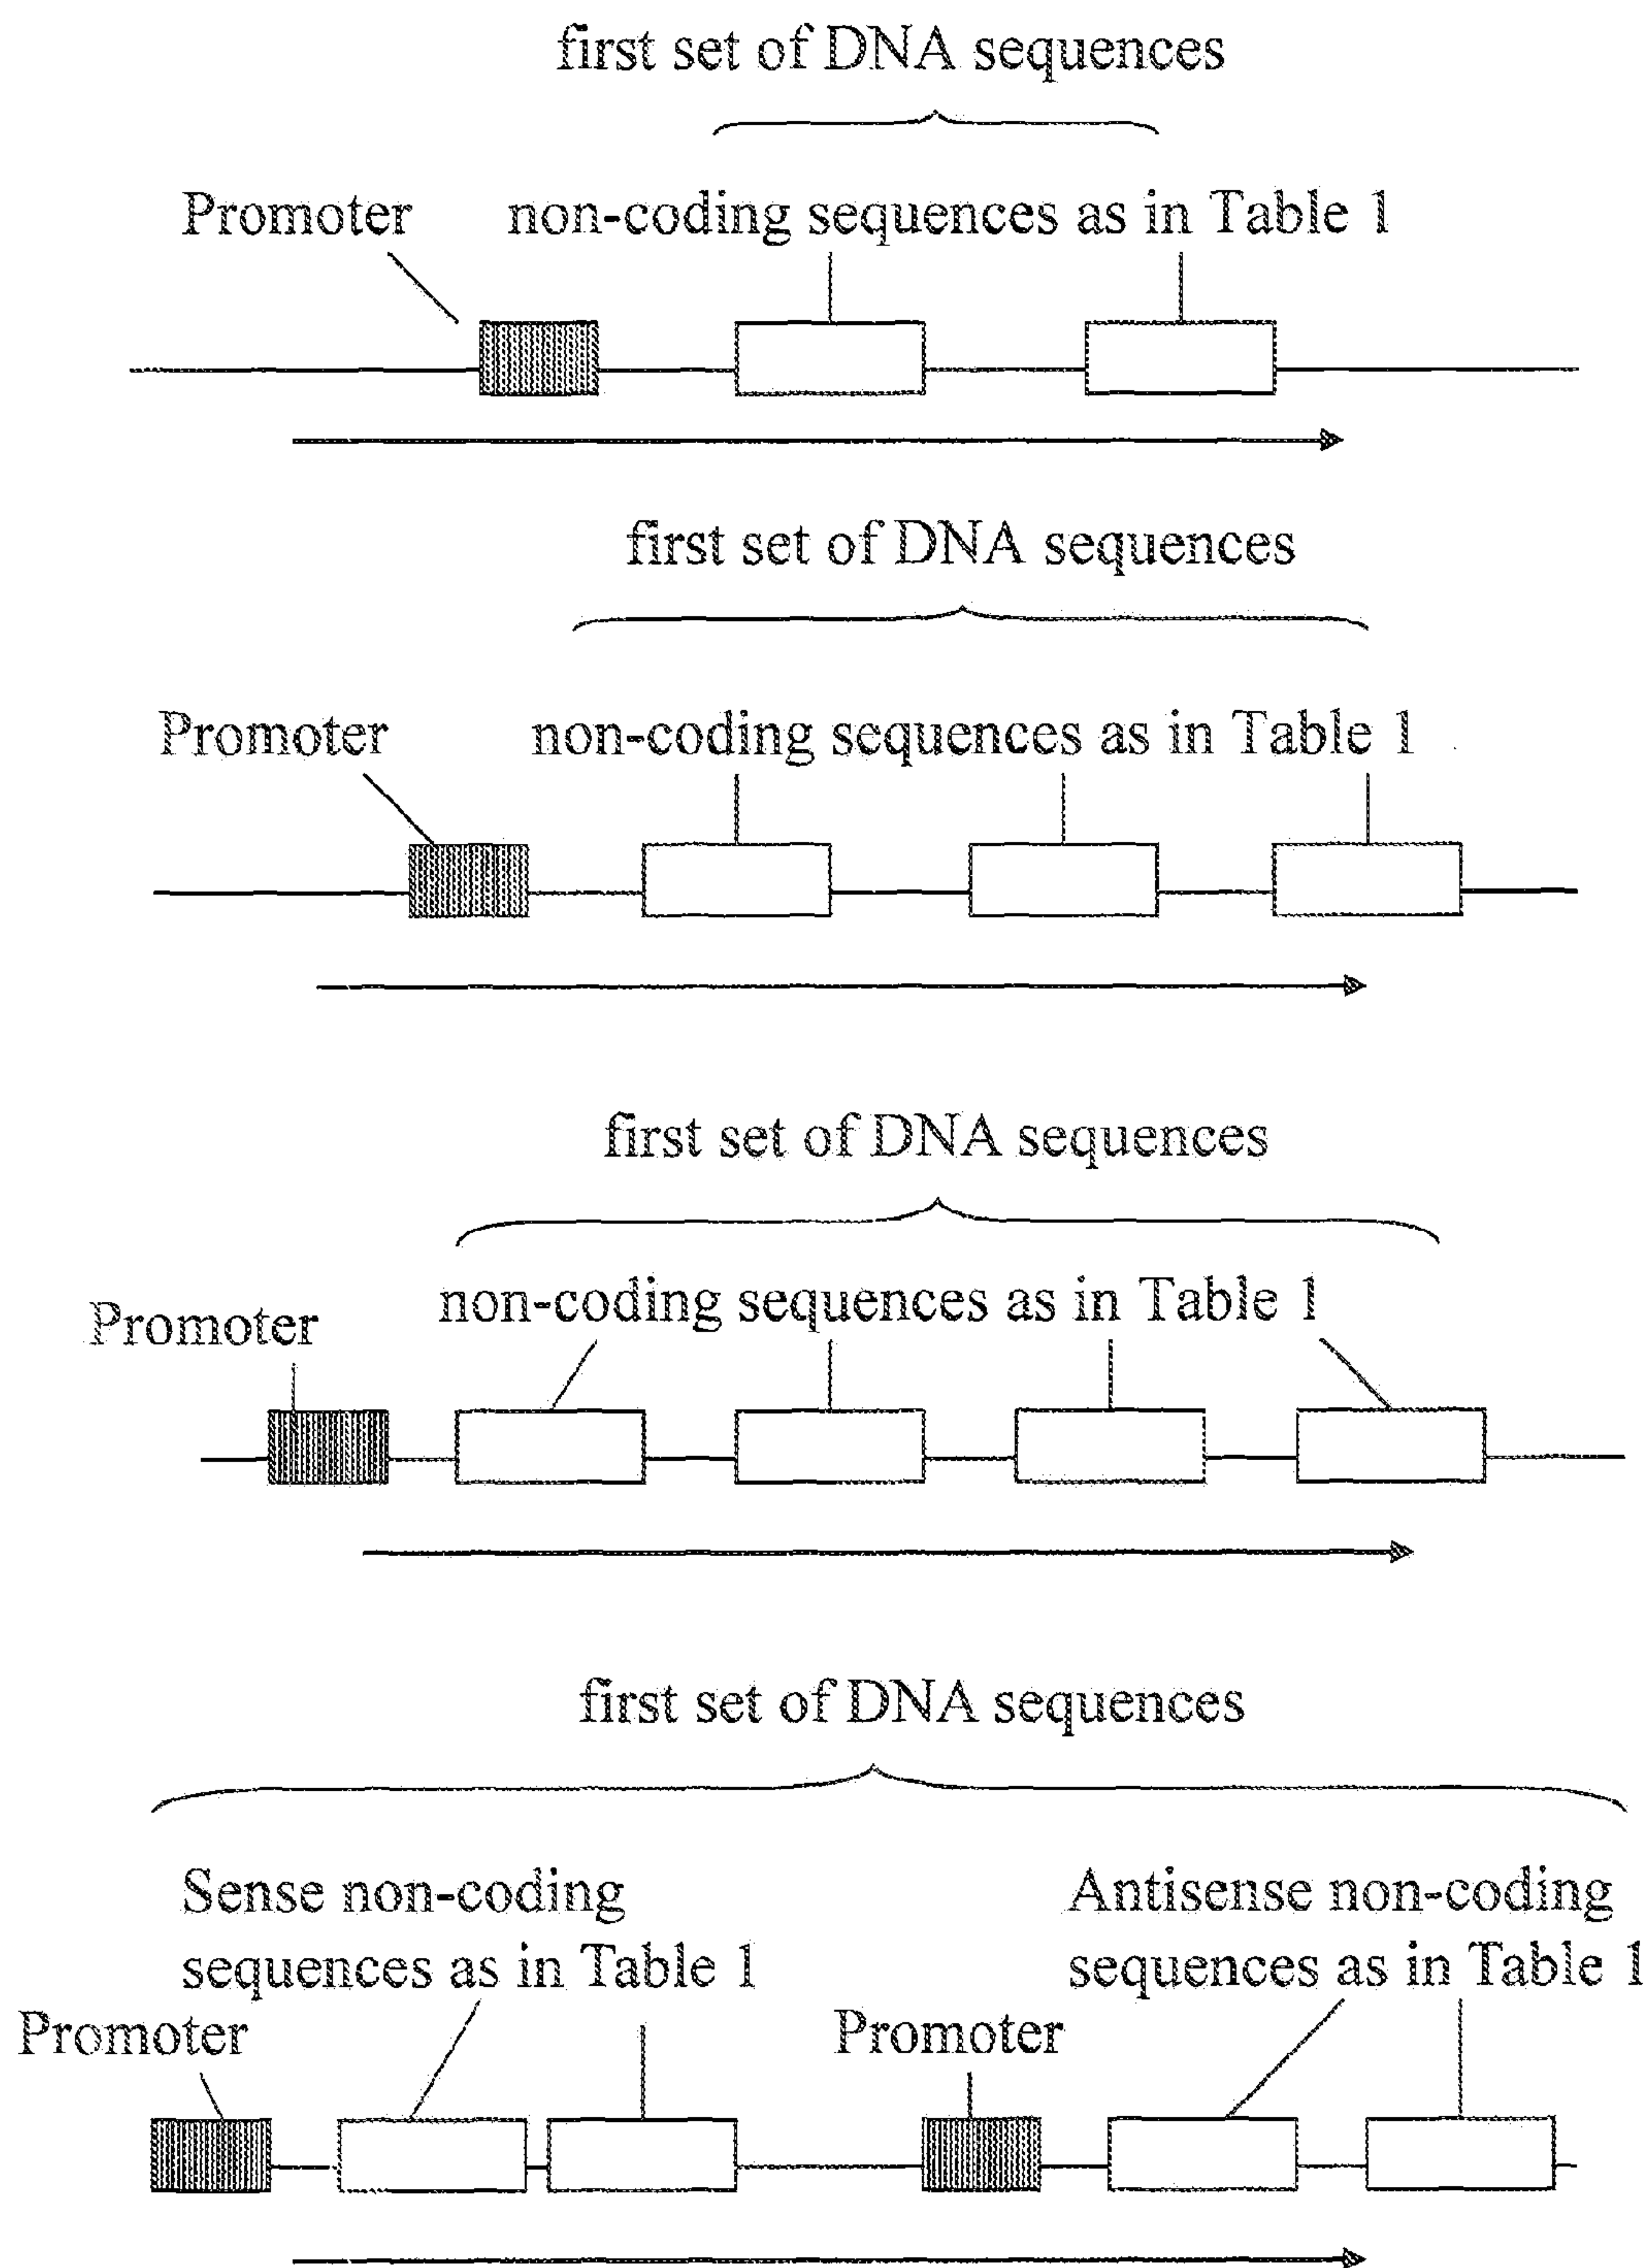 first set of DNA sequences
Promoter non-coding sequences as in Table 1
first set of DNA sequences
Promoter non-coding sequences as in Table 1
first set of DNA sequences
non-coding sequences as in Table 1
Promoter
first set of DNA sequences
Sense non-coding
sequences as in Table 1
Antisense non-coding
sequences as in Table 1
Promoter
Promoter